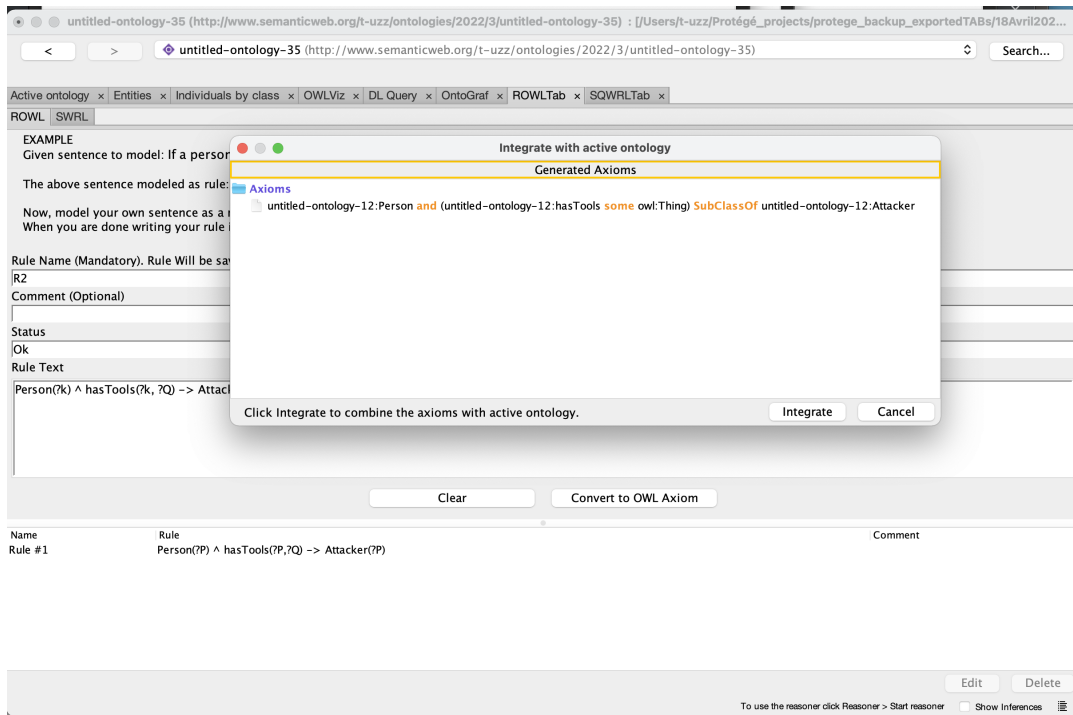 untitled-ontology-35 (http://www.semanticweb.org/t-uzz/ontologies/2022/3/untitled-ontology-35) : [/Users/t-uzz/Protégé_projects/protege_backup_exportedTABs/18Avril202...
< > untitled-ontology-35 (http://www.semanticweb.org/t-uzz/ontologies/2022/3/untitled-ontology-35) Search...
Active ontology × Entities × Individuals by class × OWLViz × DL Query × OntoGraf × ROWLTab × SQWRLTab ×
ROWL SWRL
EXAMPLE
Given sentence to model: If a person
The above sentence modeled as rule:
Now, model your own sentence as a
When you are done writing your rule
Integrate with active ontology
Generated Axioms
Axioms
untitled-ontology-12:Person and (untitled-ontology-12:hasTools some owl:Thing) SubClassOf untitled-ontology-12:Attacker
Click Integrate to combine the axioms with active ontology. Integrate Cancel
Rule Name (Mandatory). Rule Will be sa
R2
Comment (Optional)
Status
Ok
Rule Text
Person(?k) ^ hasTools(?k, ?Q) -> Attac
Clear Convert to OWL Axiom
Name Rule Comment
Rule #1 Person(?P) ^ hasTools(?P,?Q) -> Attacker(?P)
Edit Delete
To use the reasoner click Reasoner > Start reasoner Show Inferences